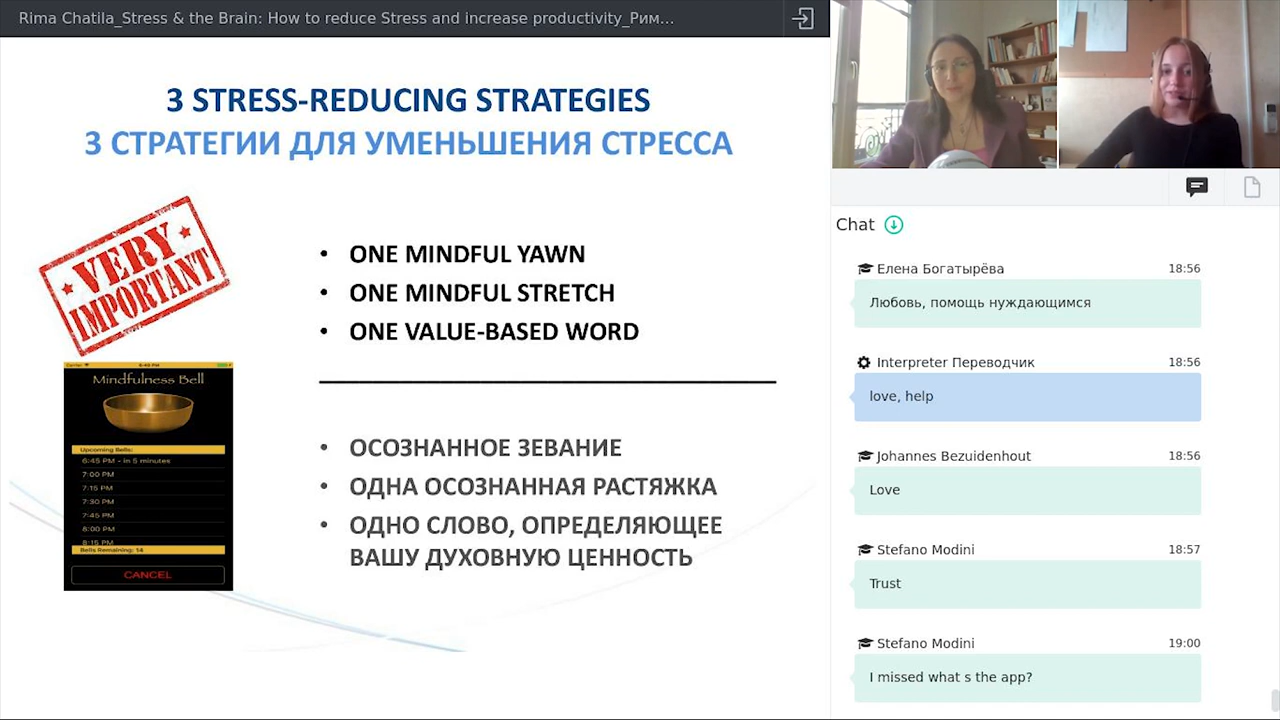 Rima Chatila_Stress & the Brain: How to reduce Stress and increase productivity_Рим...
3 STRESS-REDUCING STRATEGIES
3 СТРАТЕГИИ ДЛЯ УМЕНЬШЕНИЯ СТРЕССА
VERY
IMPORTANT
• ONE MINDFUL YAWN
• ONE MINDFUL STRETCH
• ONE VALUE-BASED WORD
Carrier
6:40 PM
Mindfulness Bell
Upcoming Bells:
6:45 PM - in 5 minutes
7:00 PM
7:15 PM
7:30 PM
7:45 PM
8:00 PM
8:15 PM
Bells Remaining: 14
CANCEL
• ОСОЗНАННОЕ ЗЕВАНИЕ
• ОДНА ОСОЗНАННАЯ РАСТЯЖКА
• ОДНО СЛОВО, ОПРЕДЕЛЯЮЩЕЕ
ВАШУ ДУХОВНУЮ ЦЕННОСТЬ
Chat
Елена Богатырёва 18:56
Любовь, помощь нуждающимся
Interpreter Переводчик 18:56
love, help
Johannes Bezuidenhout 18:56
Love
Stefano Modini 18:57
Trust
Stefano Modini 19:00
I missed what s the app?